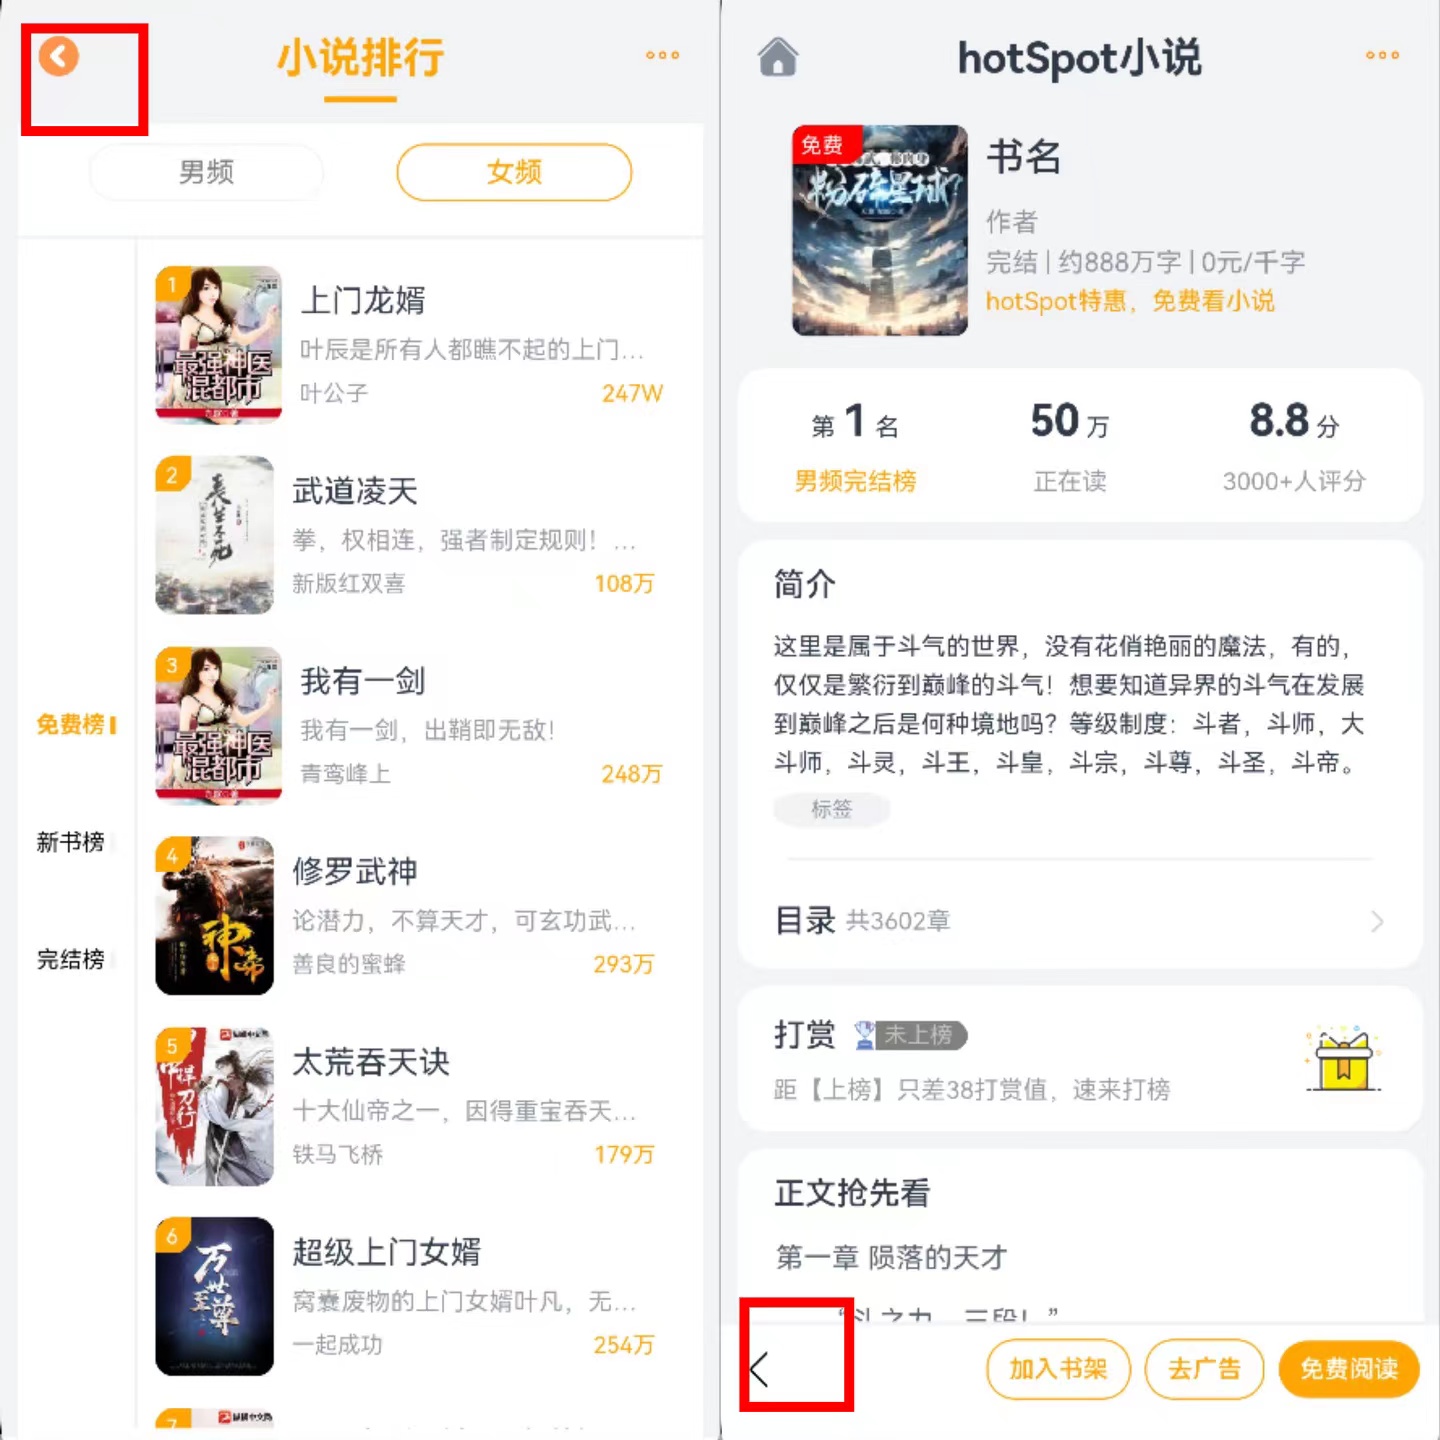 小说排行
男频
女频
免费榜
新书榜
完结榜
1
上门龙婿
叶辰是所有人都瞧不起的上门...
叶公子
247W
最强神医
混都市
2
武道凌天
拳，权相连，强者制定规则！...
新版红双喜
108万
3
我有一剑
我有一剑，出鞘即无敌！
青鸾峰上
248万
最强神医
混都市
4
修罗武神
论潜力，不算天才，可玄功武...
善良的蜜蜂
293万
5
太荒吞天诀
十大仙帝之一，因得重宝吞天...
铁马飞桥
179万
6
超级上门女婿
窝囊废物的上门女婿叶凡，无...
一起成功
254万
万世至尊
7
hotSpot小说
免费
粉碎星球？
书名
作者
完结 | 约888万字 | 0元/千字
hotSpot特惠，免费看小说
第 1 名
男频完结榜
50 万
正在读
8.8 分
3000+人评分
简介
这里是属于斗气的世界，没有花俏艳丽的魔法，有的，
仅仅是繁衍到巅峰的斗气！想要知道异界的斗气在发展
到巅峰之后是何种境地吗？等级制度：斗者，斗师，大
斗师，斗灵，斗王，斗皇，斗宗，斗尊，斗圣，斗帝。
标签
目录 共3602章
打赏 未上榜
距【上榜】只差38打赏值，速来打榜
正文抢先看
第一章 陨落的天才
“斗之力，三段！”
加入书架
去广告
免费阅读